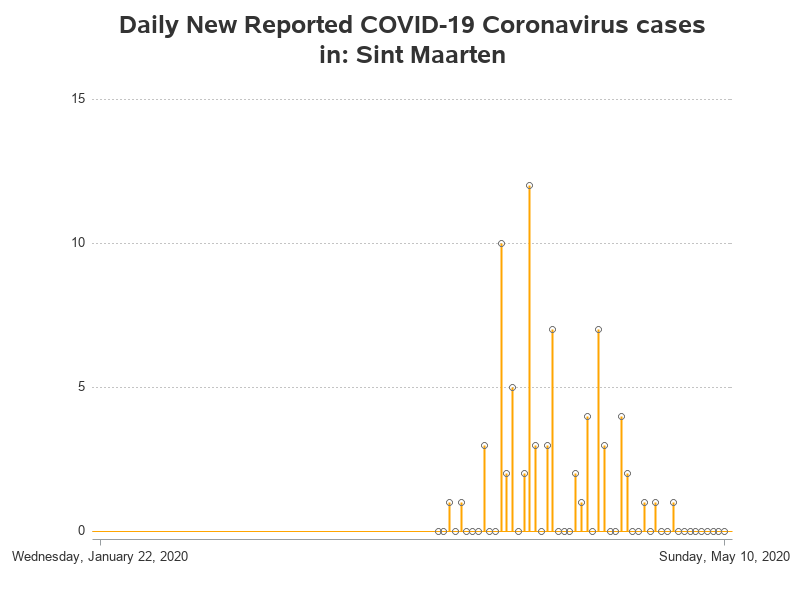 Daily New Reported COVID-19 Coronavirus cases
in: Sint Maarten
15
10
5
0
Wednesday, January 22, 2020
Sunday, May 10, 2020